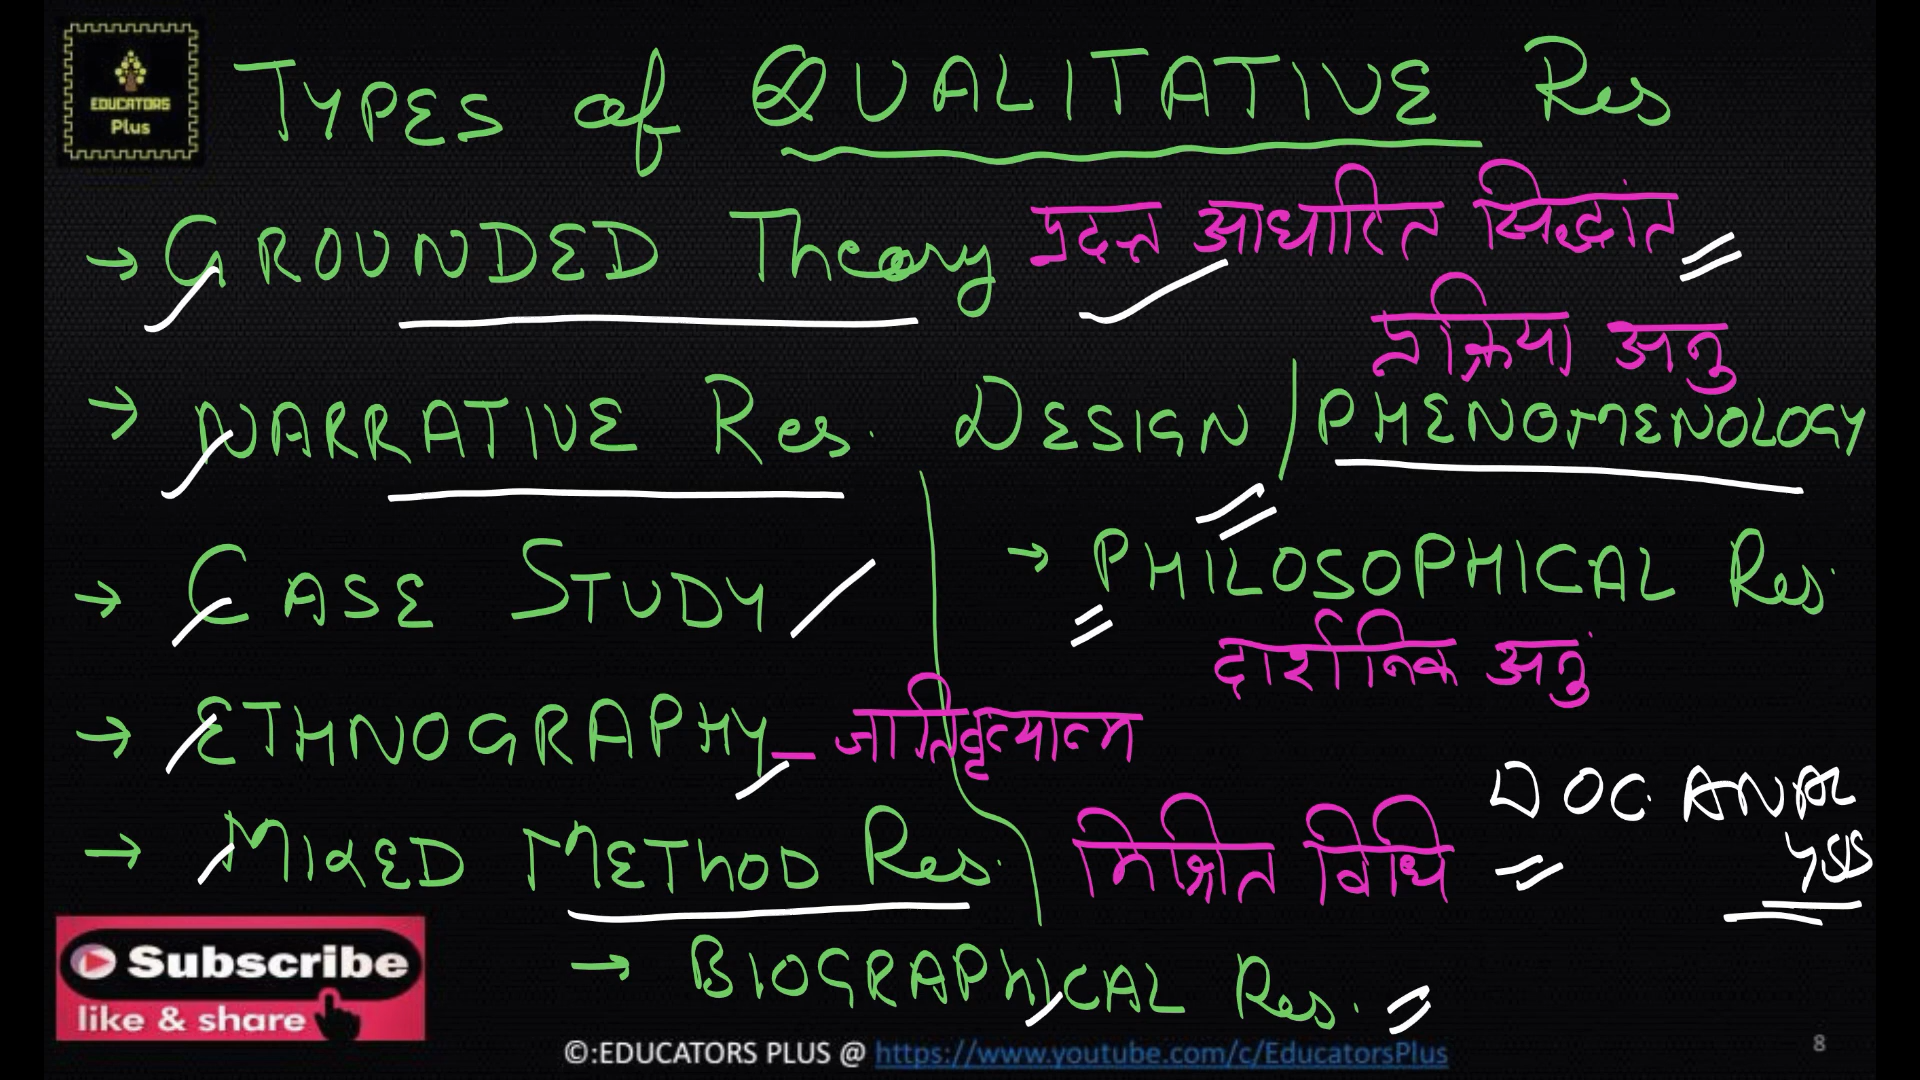 EDUCATORS
Plus
TYPES of QUALITATIVE Res
→ GROUNDED Theory प्रदत्त आधारित सिद्धांत
प्रक्रिया अनु
→ NARRATIVE Res. DESIGN / PHENOMENOLOGY
→ CASE STUDY
→ PHILOSOPHICAL Res.
दार्शनिक अनु
→ ETHNOGRAPHY – जातिवृत्यात्म
DOC. ANAL
YSIS
→ MIXED METHOD Res. मिश्रित विधि
→ BIOGRAPHICAL Res.
Subscribe
like & share
©:EDUCATORS PLUS @ https://www.youtube.com/c/EducatorsPlus
8